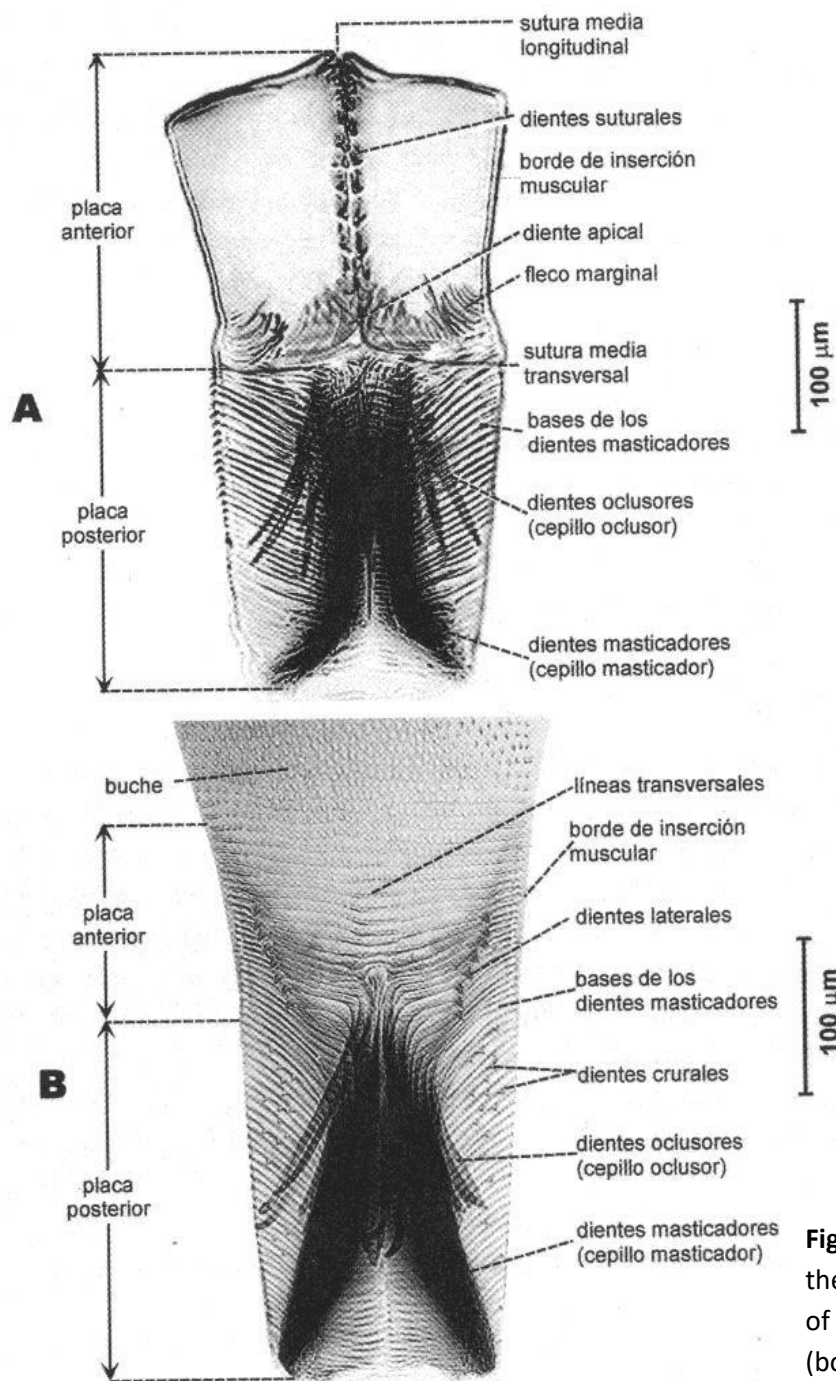 sutura media
longitudinal
dientes suturales
borde de inserción
muscular
placa
anterior
diente apical
fleco marginal
sutura media
transversal
100 µm
A
bases de los
dientes masticadores
dientes oclusores
(cepillo oclusor)
placa
posterior
dientes masticadores
(cepillo masticador)
buche
líneas transversales
borde de inserción
muscular
placa
anterior
dientes laterales
bases de los
dientes masticadores
100 µm
B
dientes crurales
dientes oclusores
(cepillo oclusor)
placa
posterior
dientes masticadores
(cepillo masticador)
Fig
the
of
(bo